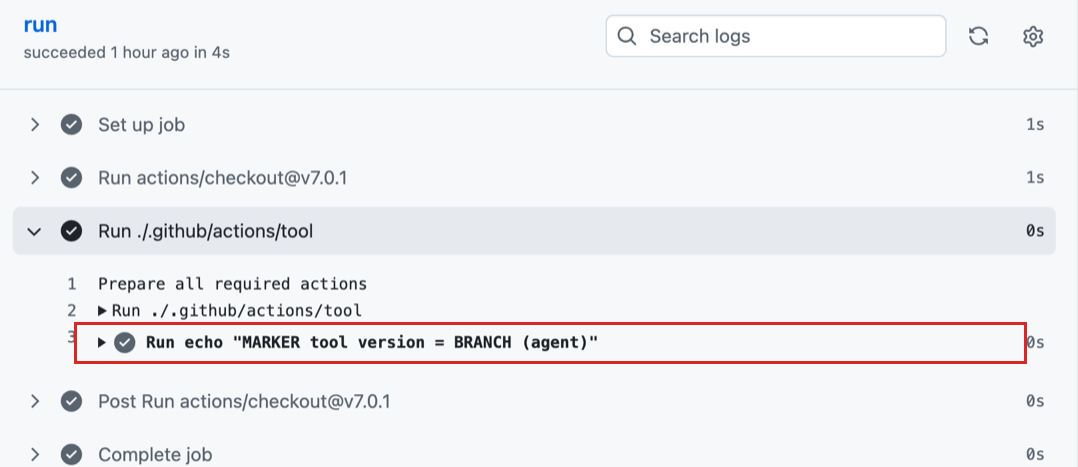 run
succeeded 1 hour ago in 4s
Search logs
Set up job 1s
Run actions/checkout@v7.0.1 1s
Run ./.github/actions/tool 0s
1 Prepare all required actions
2 ▶Run ./.github/actions/tool
3 ▶ Run echo "MARKER tool version = BRANCH (agent)" 0s
Post Run actions/checkout@v7.0.1 0s
Complete job 0s